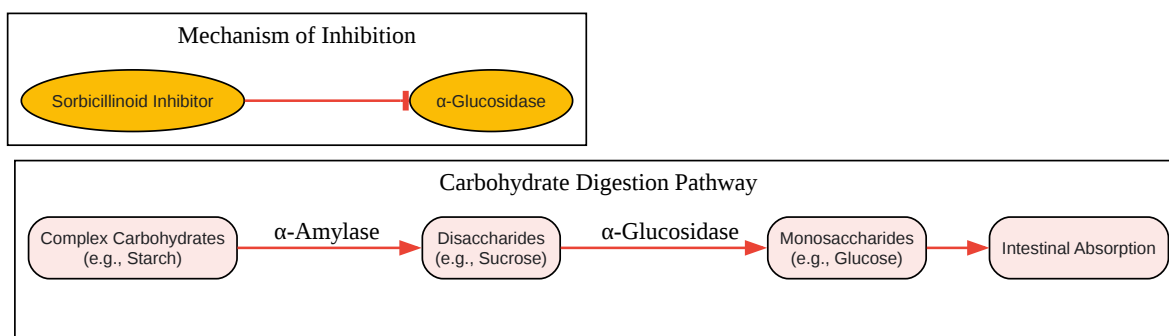 Mechanism of Inhibition
Sorbicillinoid Inhibitor
α-Glucosidase
Carbohydrate Digestion Pathway
Complex Carbohydrates
(e.g., Starch)
α-Amylase
Disaccharides
(e.g., Sucrose)
α-Glucosidase
Monosaccharides
(e.g., Glucose)
Intestinal Absorption